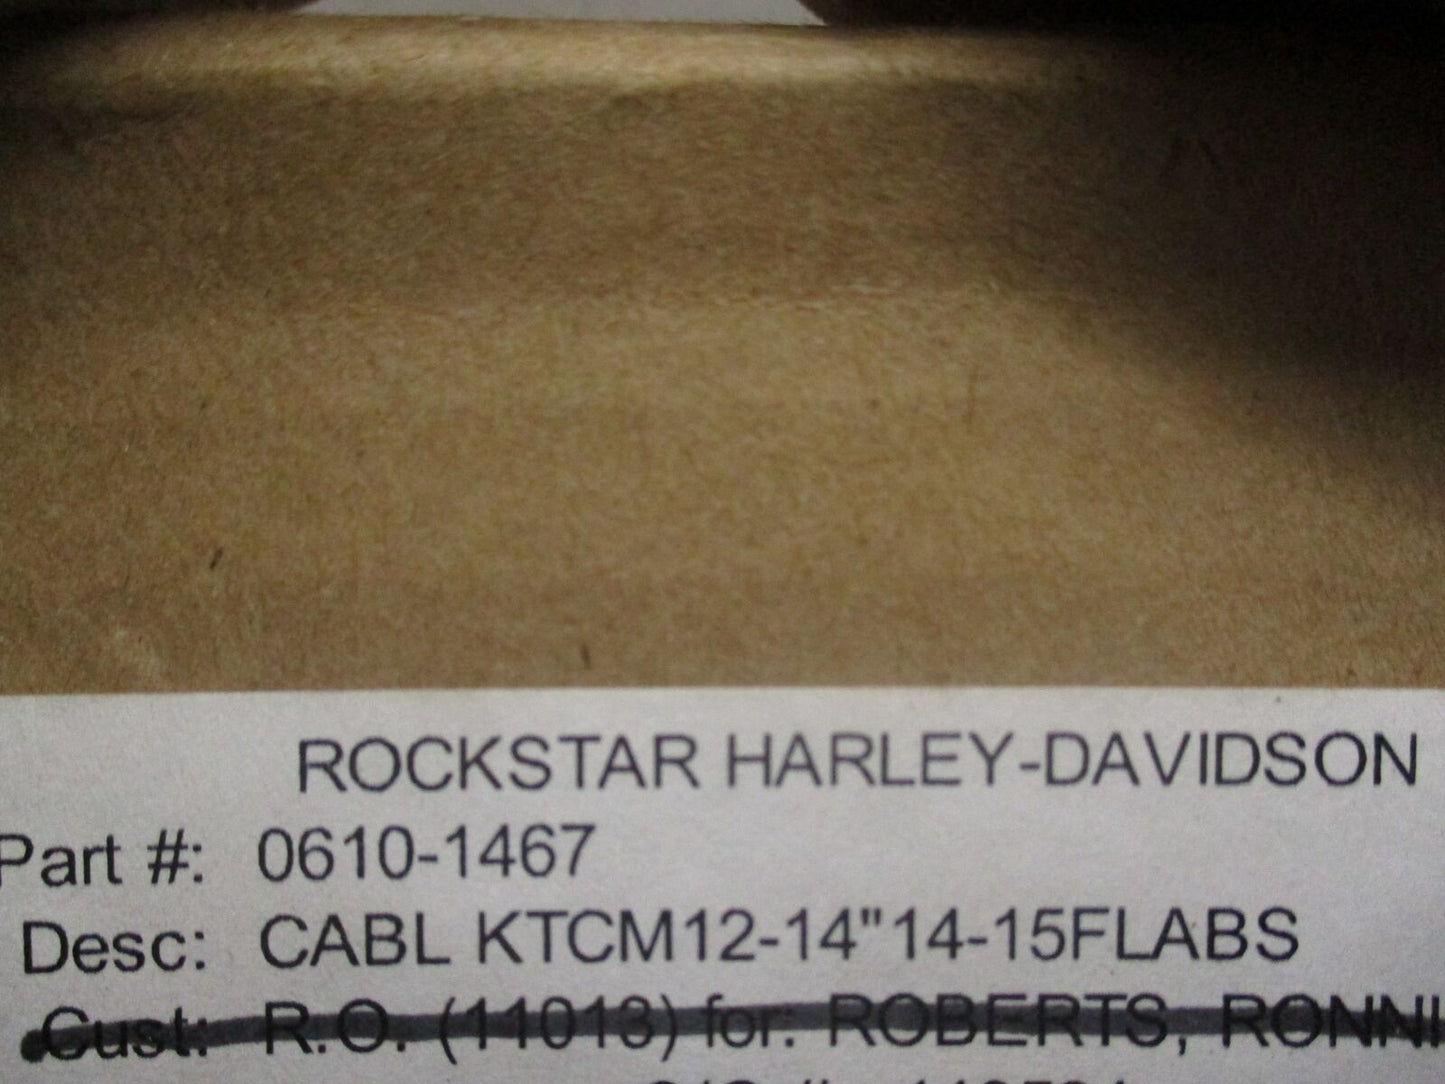 ROCKSTAR HARLEY-DAVIDSON
Part #: 0610-1467
Desc: CABL KTCM12-14"14-15FLABS
Cust: R.O. (11013) for: ROBERTS, RONNI